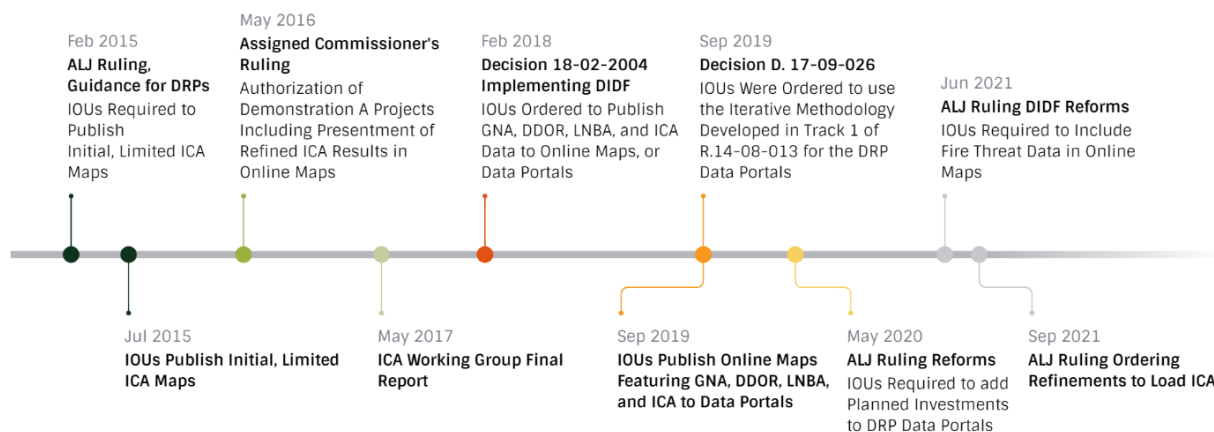 Feb 2015
ALJ Ruling,
Guidance for DRPs
IOUs Required to
Publish
Initial, Limited ICA
Maps
May 2016
Assigned Commissioner's
Ruling
Authorization of
Demonstration A Projects
Including Presentment of
Refined ICA Results in
Online Maps
Feb 2018
Decision 18-02-2004
Implementing DIDF
IOUs Ordered to Publish
GNA, DDOR, LNBA, and ICA
Data to Online Maps, or
Data Portals
Sep 2019
Decision D. 17-09-026
IOUs Were Ordered to use
the Iterative Methodology
Developed in Track 1 of
R.14-08-013 for the DRP
Data Portals
Jun 2021
ALJ Ruling DIDF Reforms
IOUs Required to Include
Fire Threat Data in Online
Maps
Jul 2015
IOUs Publish Initial, Limited
ICA Maps
May 2017
ICA Working Group Final
Report
Sep 2019
IOUs Publish Online Maps
Featuring GNA, DDOR, LNBA,
and ICA to Data Portals
May 2020
ALJ Ruling Reforms
IOUs Required to add
Planned Investments
to DRP Data Portals
Sep 2021
ALJ Ruling Ordering
Refinements to Load ICA